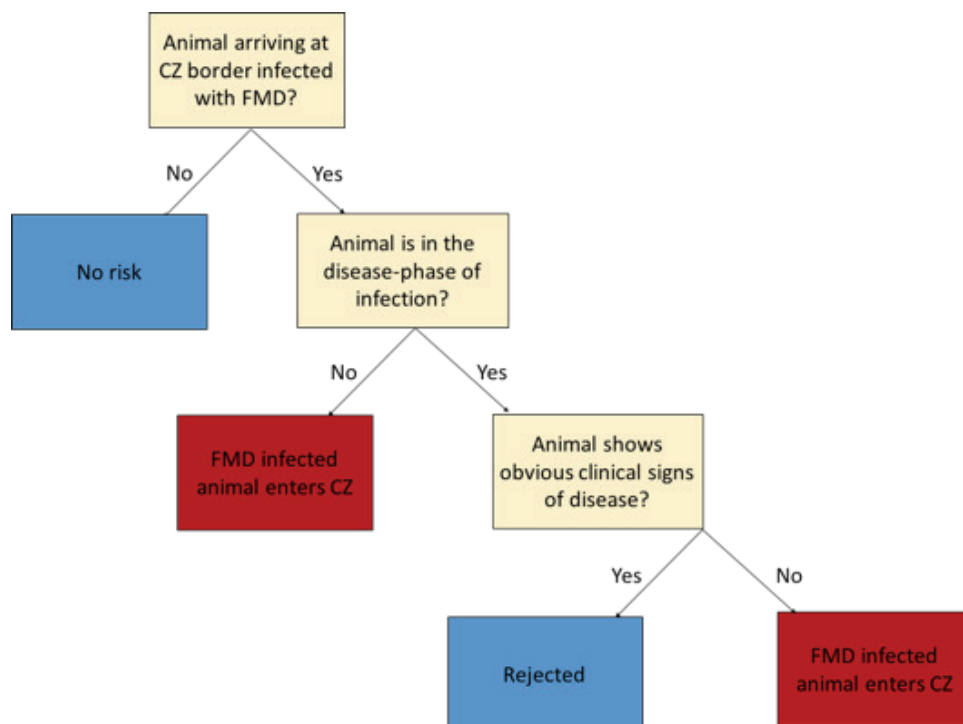 Animal arriving at
CZ border infected
with FMD?
No
Yes
No risk
Animal is in the
disease-phase of
infection?
No
Yes
FMD infected
animal enters CZ
Animal shows
obvious clinical signs
of disease?
Yes
No
Rejected
FMD infected
animal enters CZ